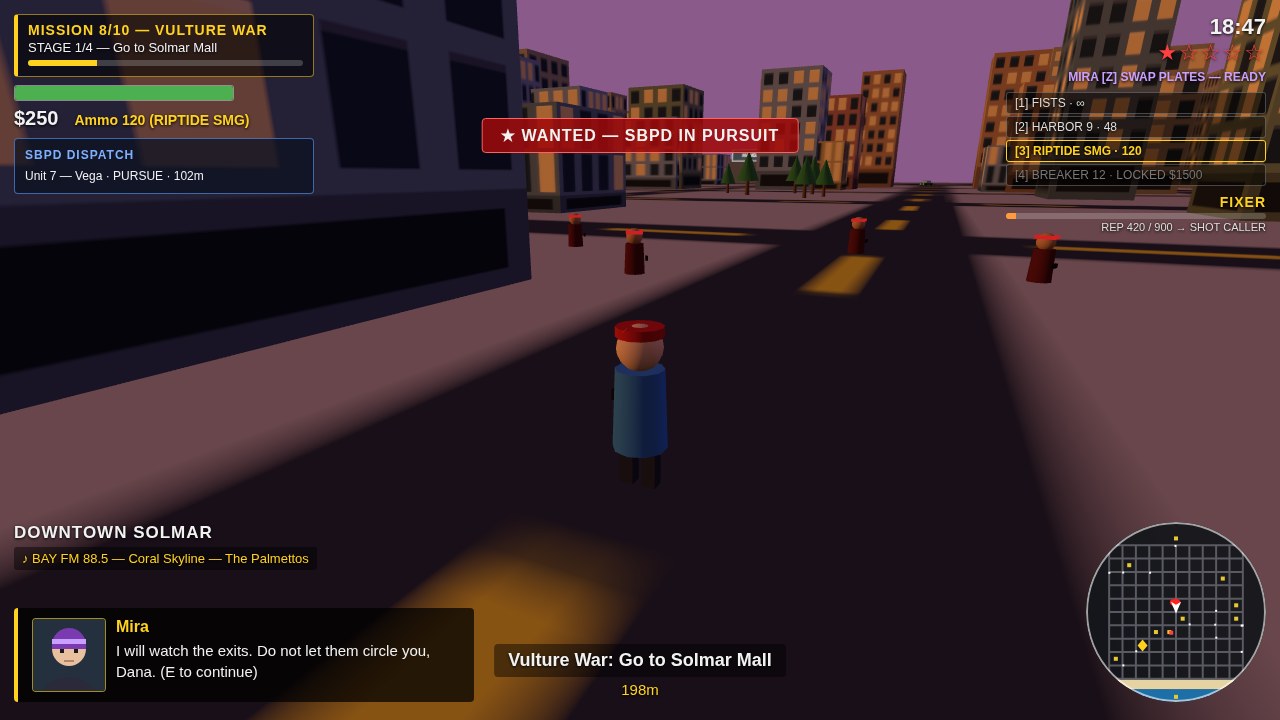 MISSION 8/10 — VULTURE WAR
STAGE 1/4 — Go to Solmar Mall
$250 Ammo 120 (RIPTIDE SMG)
SBPD DISPATCH
Unit 7 — Vega · PURSUE · 102m
★ WANTED — SBPD IN PURSUIT
18:47
★☆☆☆☆
MIRA [Z] SWAP PLATES — READY
[1] FISTS · ∞
[2] HARBOR 9 · 48
[3] RIPTIDE SMG · 120
[4] BREAKER 12 · LOCKED $1500
FIXER
REP 420 / 900 → SHOT CALLER
DOWNTOWN SOLMAR
♪ BAY FM 88.5 — Coral Skyline — The Palmettos
Mira
I will watch the exits. Do not let them circle you,
Dana. (E to continue)
Vulture War: Go to Solmar Mall
198m